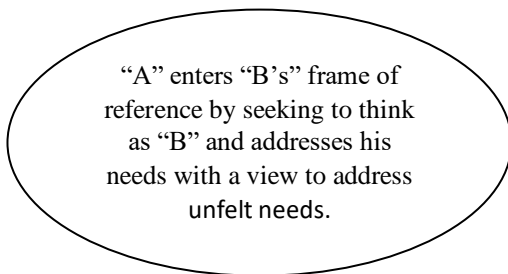 “A” enters “B’s” frame of
reference by seeking to think
as “B” and addresses his
needs with a view to address
unfelt needs.